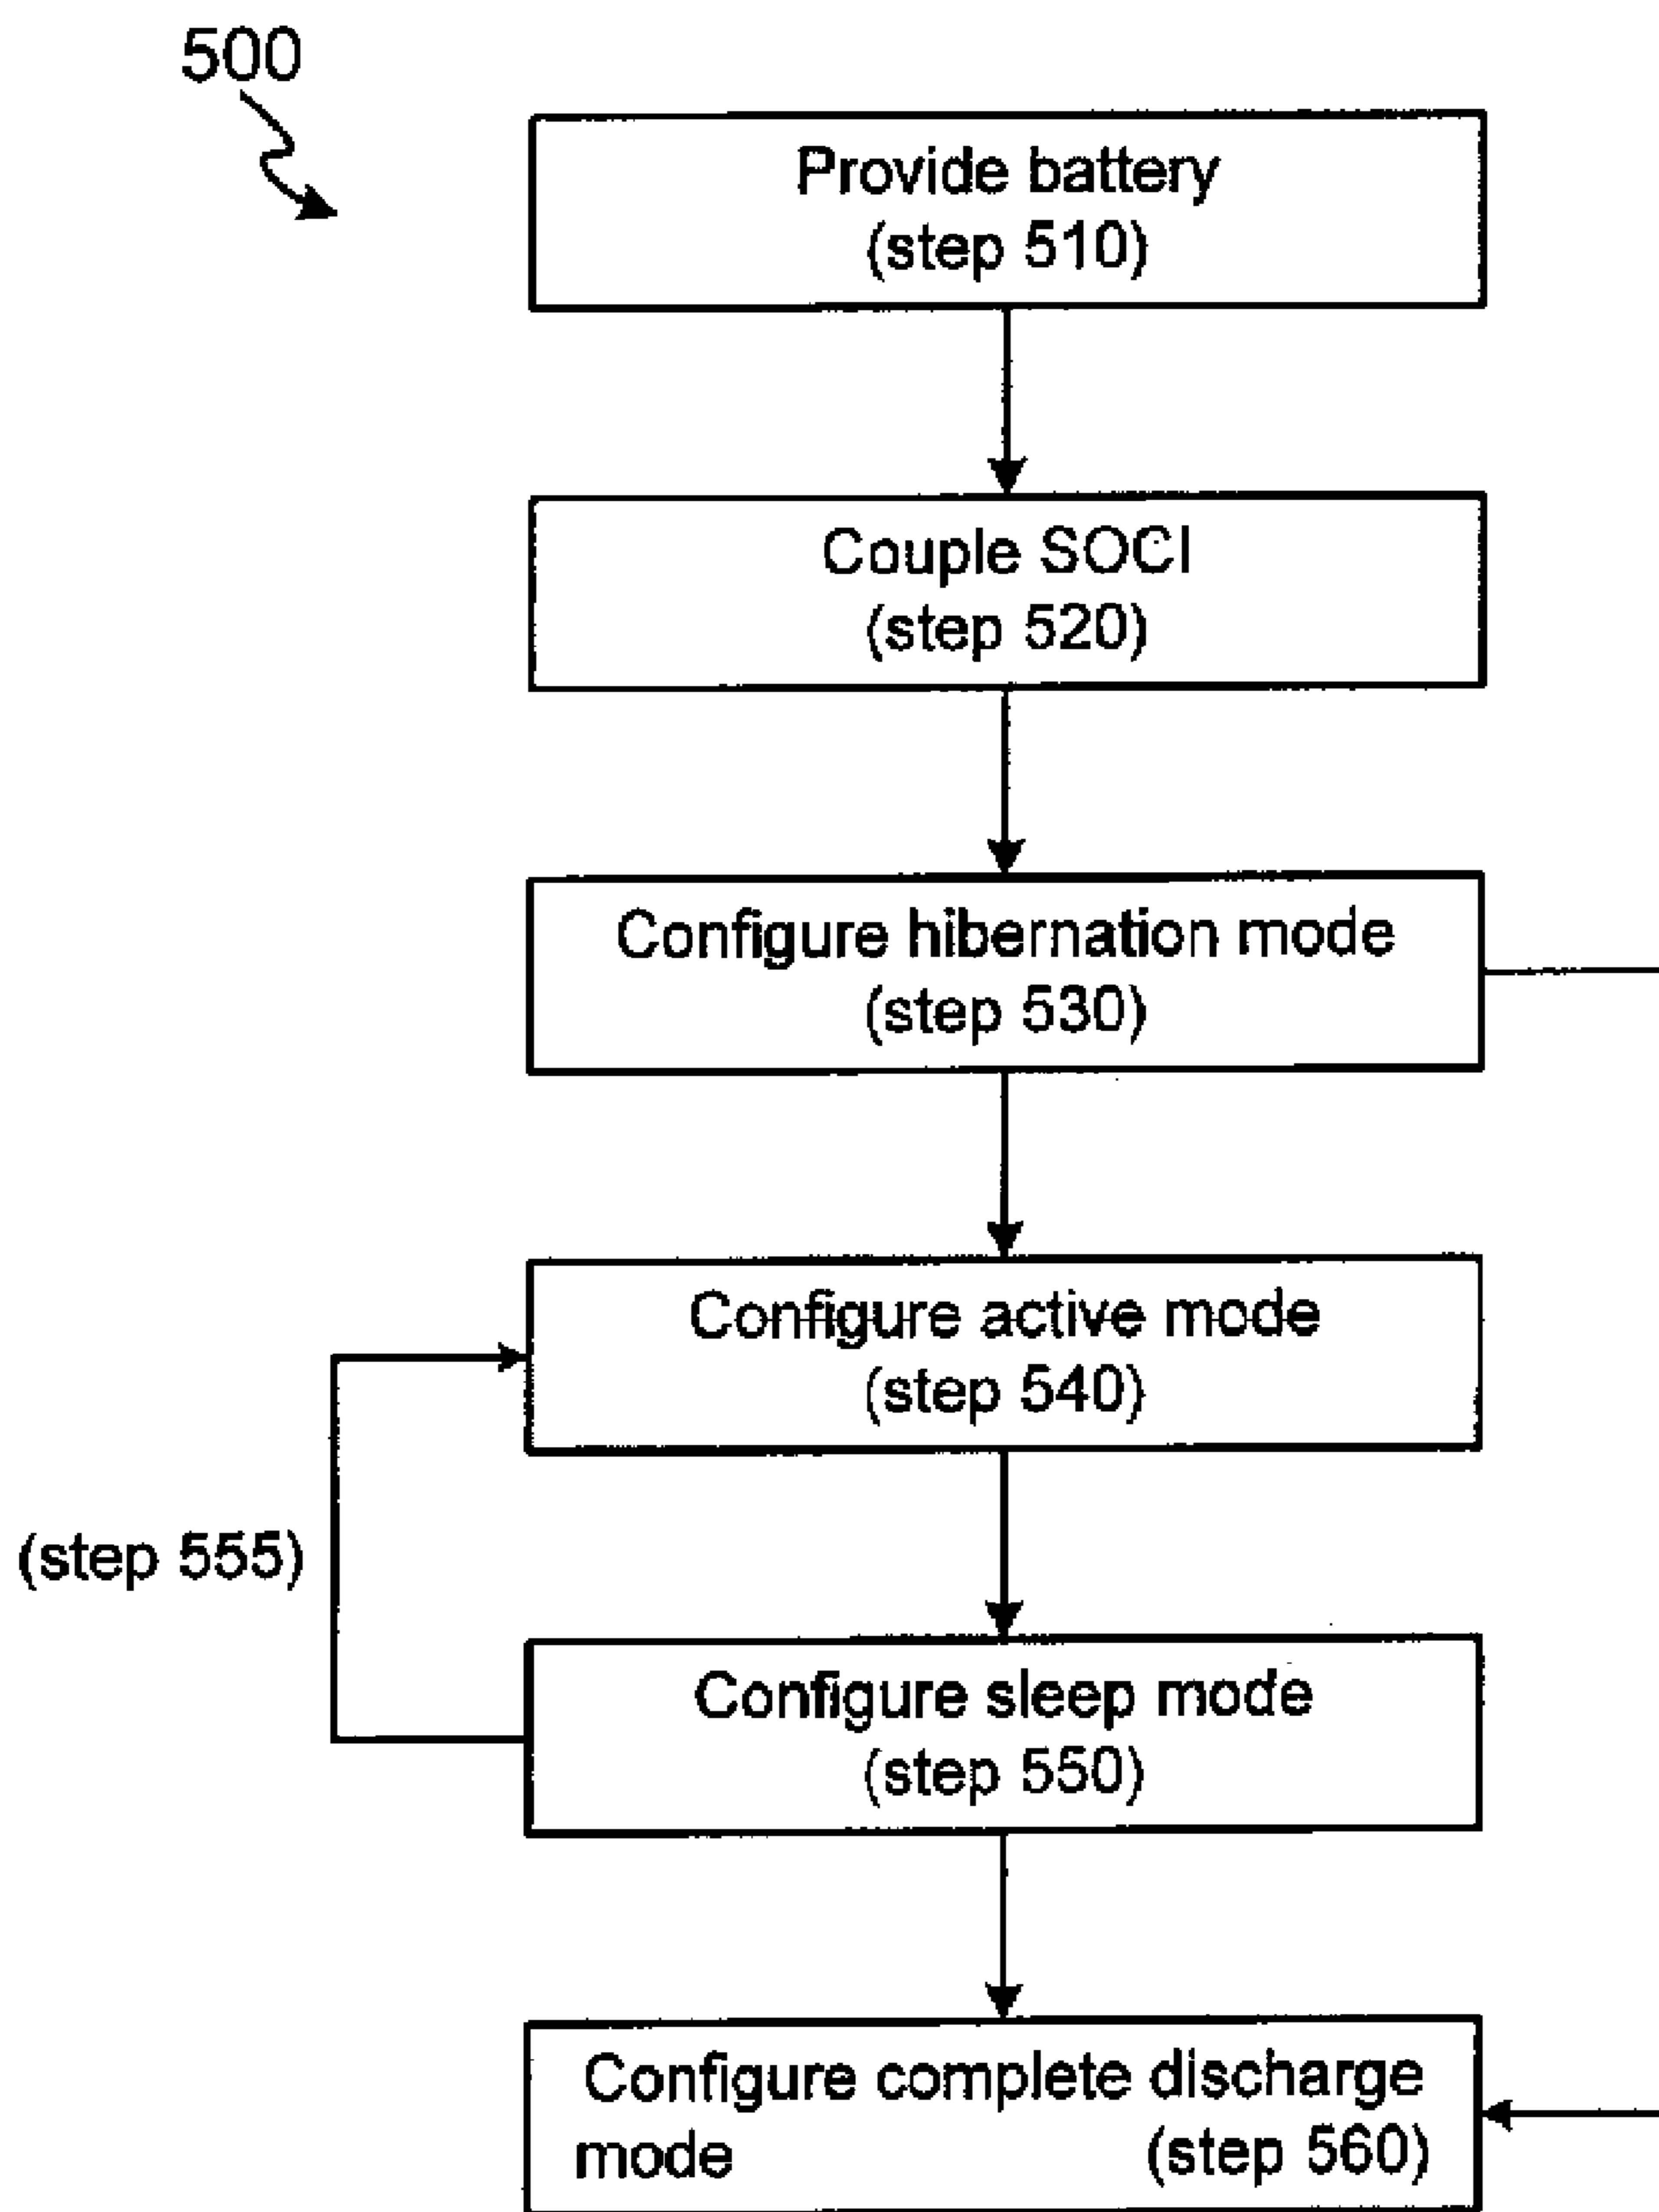 500
Provide battery
(step 510)
Couple SOCI
(step 520)
Configure hibernation mode
(step 530)
Configure active mode
(step 540)
(step 555)
Configure sleep mode
(step 550)
Configure complete discharge
mode (step 560)